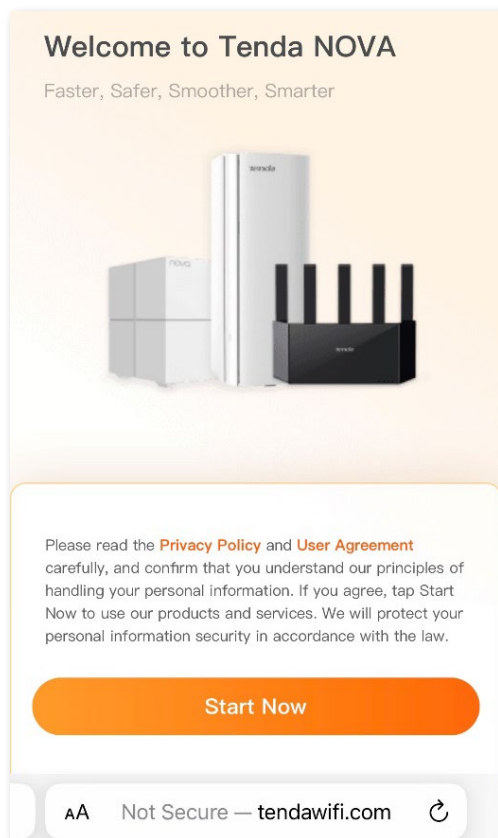 Welcome to Tenda NOVA
Faster, Safer, Smoother, Smarter
Tenda
nova
Tenda
Please read the Privacy Policy and User Agreement
carefully, and confirm that you understand our principles of
handling your personal information. If you agree, tap Start
Now to use our products and services. We will protect your
personal information security in accordance with the law.
Start Now
AA Not Secure — tendawifi.com